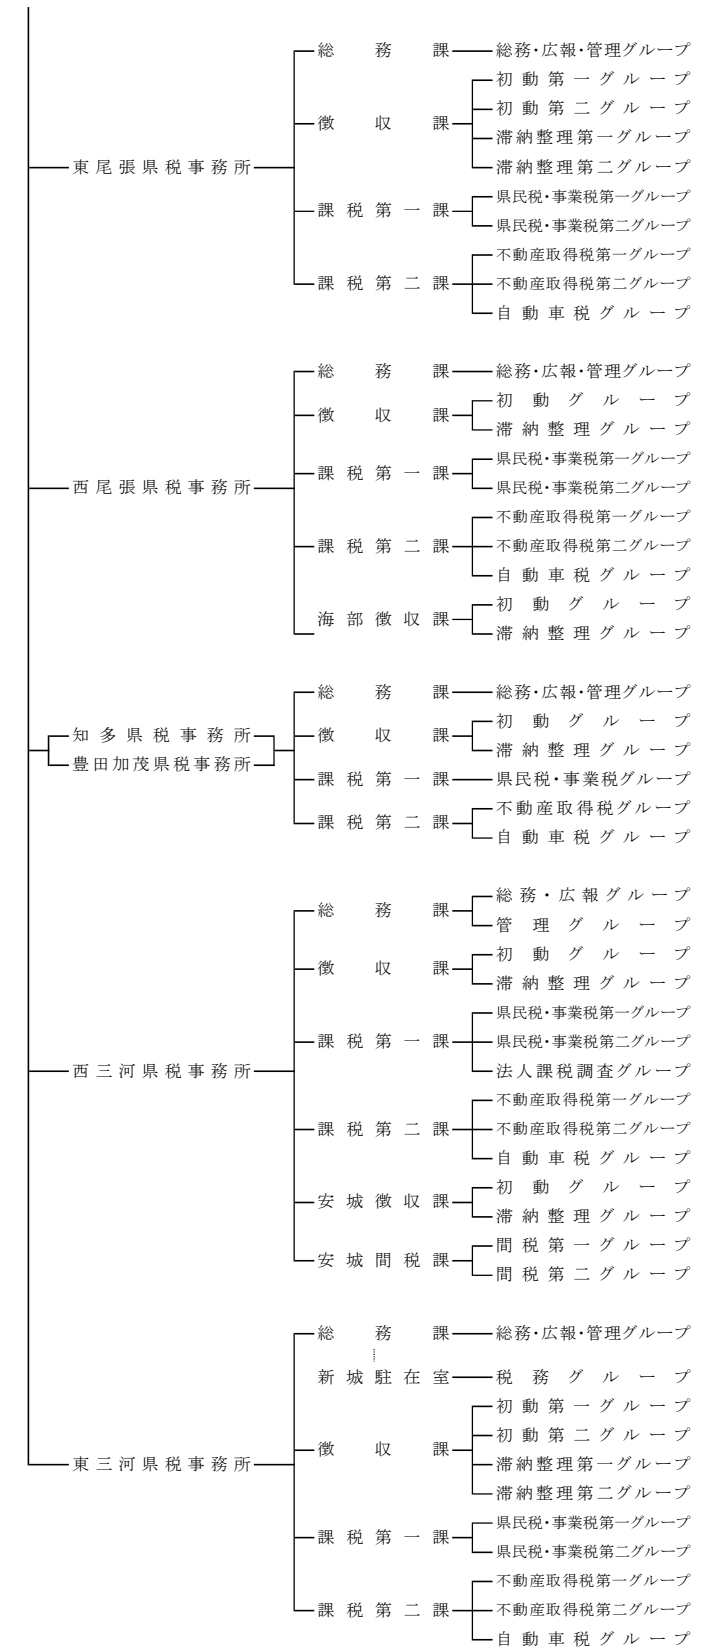 総務課 総務・広報・管理グループ
初動第一グループ
初動第二グループ
徴収課
滞納整理第一グループ
滞納整理第二グループ
東尾張県税事務所
県民税・事業税第一グループ
課税第一課
県民税・事業税第二グループ
不動産取得税第一グループ
課税第二課 不動産取得税第二グループ
自動車税グループ
総務課 総務・広報・管理グループ
初動グループ
徴収課
滞納整理グループ
県民税・事業税第一グループ
課税第一課
西尾張県税事務所 県民税・事業税第二グループ
不動産取得税第一グループ
課税第二課 不動産取得税第二グループ
自動車税グループ
初動グループ
海部徴収課
滞納整理グループ
総務課 総務・広報・管理グループ
初動グループ
知多県税事務所 徴収課
滞納整理グループ
豊田加茂県税事務所
課税第一課 県民税・事業税グループ
不動産取得税グループ
課税第二課
自動車税グループ
総務・広報グループ
総務課
管理グループ
初動グループ
徴収課
滞納整理グループ
県民税・事業税第一グループ
課税第一課 県民税・事業税第二グループ
西三河県税事務所 法人課税調査グループ
不動産取得税第一グループ
課税第二課 不動産取得税第二グループ
自動車税グループ
初動グループ
安城徴収課
滞納整理グループ
間税第一グループ
安城間税課
間税第二グループ
総務課 総務・広報・管理グループ
新城駐在室 税務グループ
初動第一グループ
初動第二グループ
徴収課
東三河県税事務所 滞納整理第一グループ
滞納整理第二グループ
県民税・事業税第一グループ
課税第一課
県民税・事業税第二グループ
不動産取得税第一グループ
課税第二課 不動産取得税第二グループ
自動車税グループ